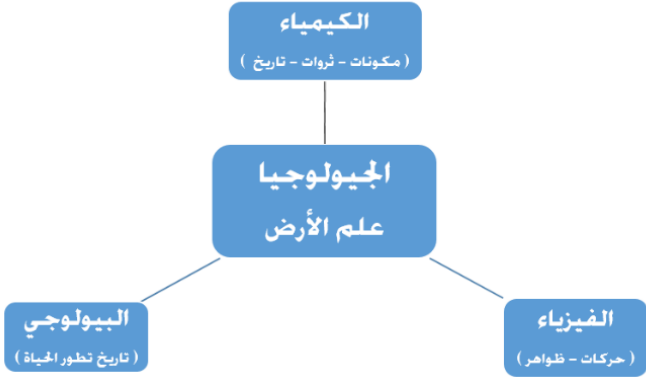 الكيمياء
( مكونات - ثروات - تاريخ )
الجيولوجيا
علم الأرض
الفيزياء
( حركات - ظواهر )
البيولوجي
( تاريخ تطور الحياة )